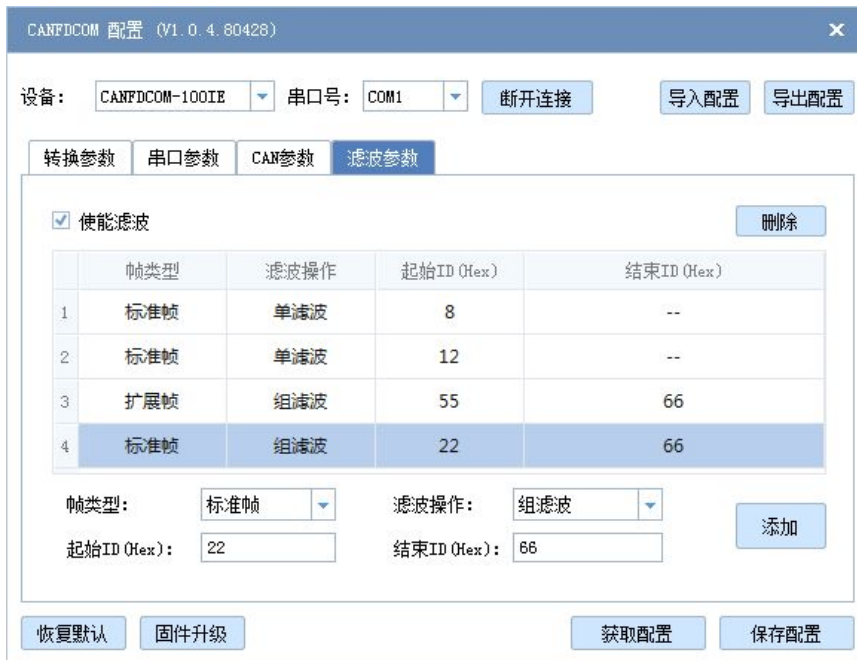 CANFDCOM 配置 (V1.0.4.80428)
设备: CANFDCOM-100IE 串口号: COM1 断开连接 导入配置 导出配置
转换参数 串口参数 CAN参数 滤波参数
使能滤波 删除
帧类型 滤波操作 起始ID(Hex) 结束ID(Hex)
1 标准帧 单滤波 8 --
2 标准帧 单滤波 12 --
3 扩展帧 组滤波 55 66
4 标准帧 组滤波 22 66
帧类型: 标准帧 滤波操作: 组滤波
添加
起始ID(Hex): 22 结束ID(Hex): 66
恢复默认 固件升级 获取配置 保存配置